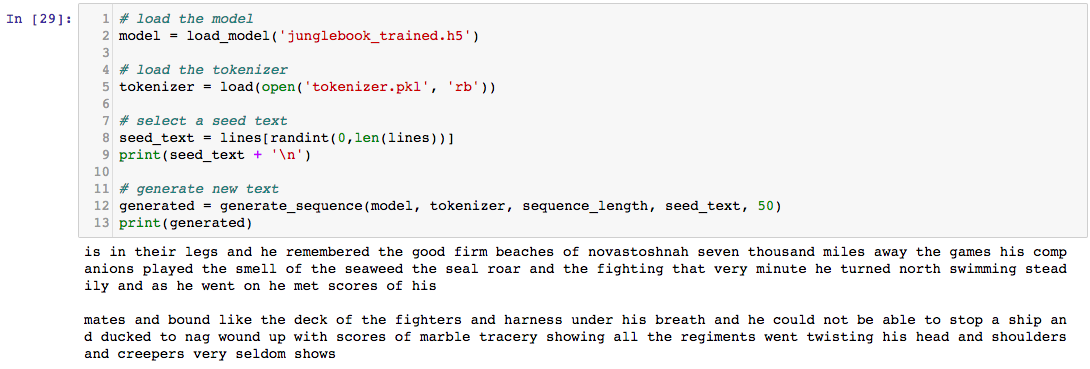 In [29]:
1 # load the model
2 model = load_model('junglebook_trained.h5')
3
4 # load the tokenizer
5 tokenizer = load(open('tokenizer.pkl', 'rb'))
6
7 # select a seed text
8 seed_text = lines[randint(0,len(lines))]
9 print(seed_text + '\n')
10
11 # generate new text
12 generated = generate_sequence(model, tokenizer, sequence_length, seed_text, 50)
13 print(generated)
is in their legs and he remembered the good firm beaches of novastoshnah seven thousand miles away the games his comp
anions played the smell of the seaweed the seal roar and the fighting that very minute he turned north swimming stead
ily and as he went on he met scores of his
mates and bound like the deck of the fighters and harness under his breath and he could not be able to stop a ship an
d ducked to nag wound up with scores of marble tracery showing all the regiments went twisting his head and shoulders
and creepers very seldom shows